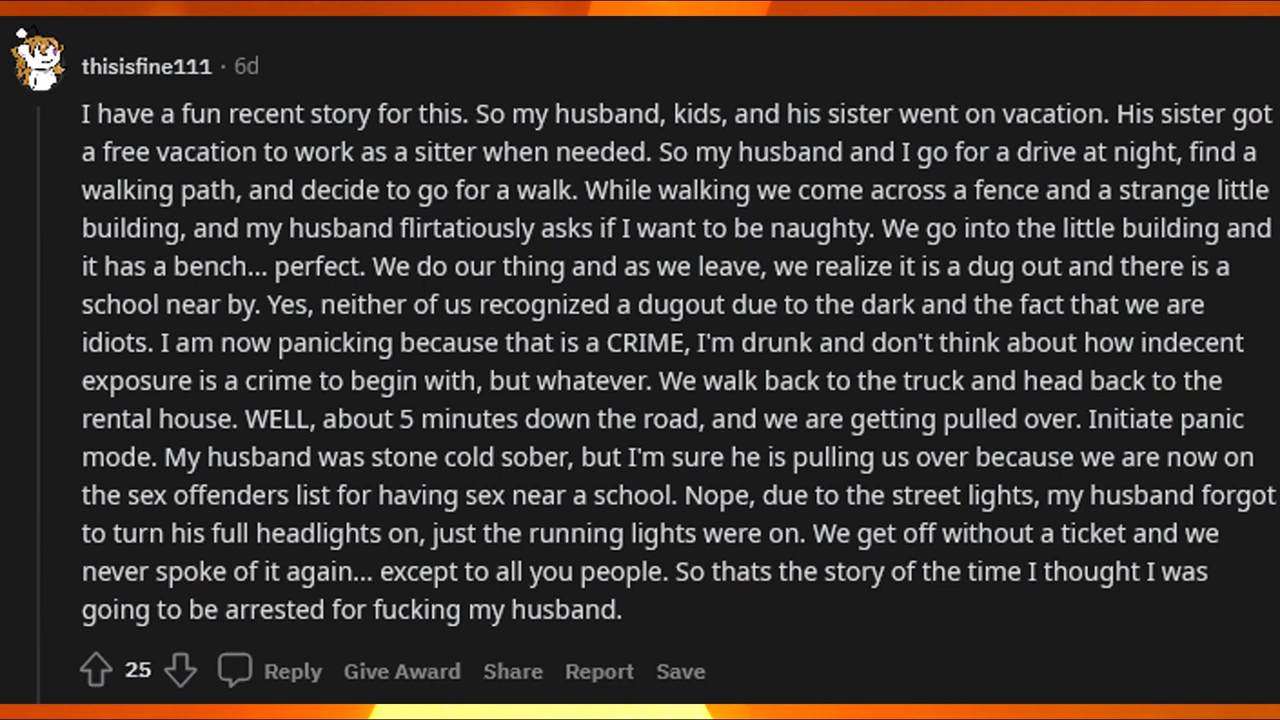 thisisfine111 · 6d
I have a fun recent story for this. So my husband, kids, and his sister went on vacation. His sister got
a free vacation to work as a sitter when needed. So my husband and I go for a drive at night, find a
walking path, and decide to go for a walk. While walking we come across a fence and a strange little
building, and my husband flirtatiously asks if I want to be naughty. We go into the little building and
it has a bench... perfect. We do our thing and as we leave, we realize it is a dug out and there is a
school near by. Yes, neither of us recognized a dugout due to the dark and the fact that we are
idiots. I am now panicking because that is a CRIME, I'm drunk and don't think about how indecent
exposure is a crime to begin with, but whatever. We walk back to the truck and head back to the
rental house. WELL, about 5 minutes down the road, and we are getting pulled over. Initiate panic
mode. My husband was stone cold sober, but I'm sure he is pulling us over because we are now on
the sex offenders list for having sex near a school. Nope, due to the street lights, my husband forgot
to turn his full headlights on, just the running lights were on. We get off without a ticket and we
never spoke of it again... except to all you people. So thats the story of the time I thought I was
going to be arrested for fucking my husband.
25 Reply Give Award Share Report Save